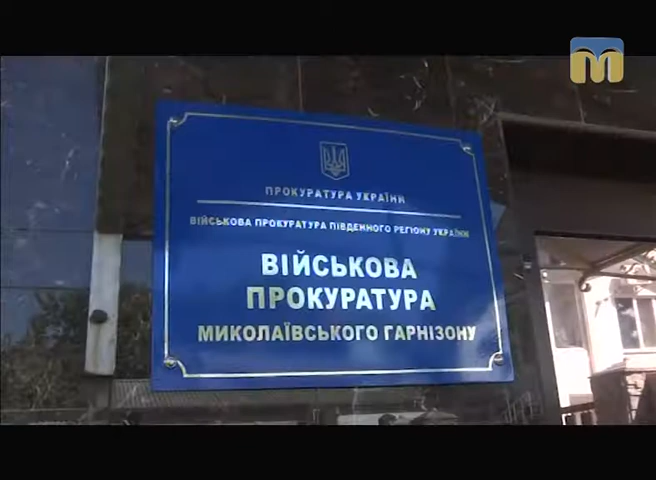 ПРОКУРАТУРА УКРАЇНИ
ВІЙСЬКОВА ПРОКУРАТУРА ПІВДЕННОГО РЕГІОНУ УКРАЇНИ
ВІЙСЬКОВА
ПРОКУРАТУРА
МИКОЛАЇВСЬКОГО ГАРНІЗОНУ